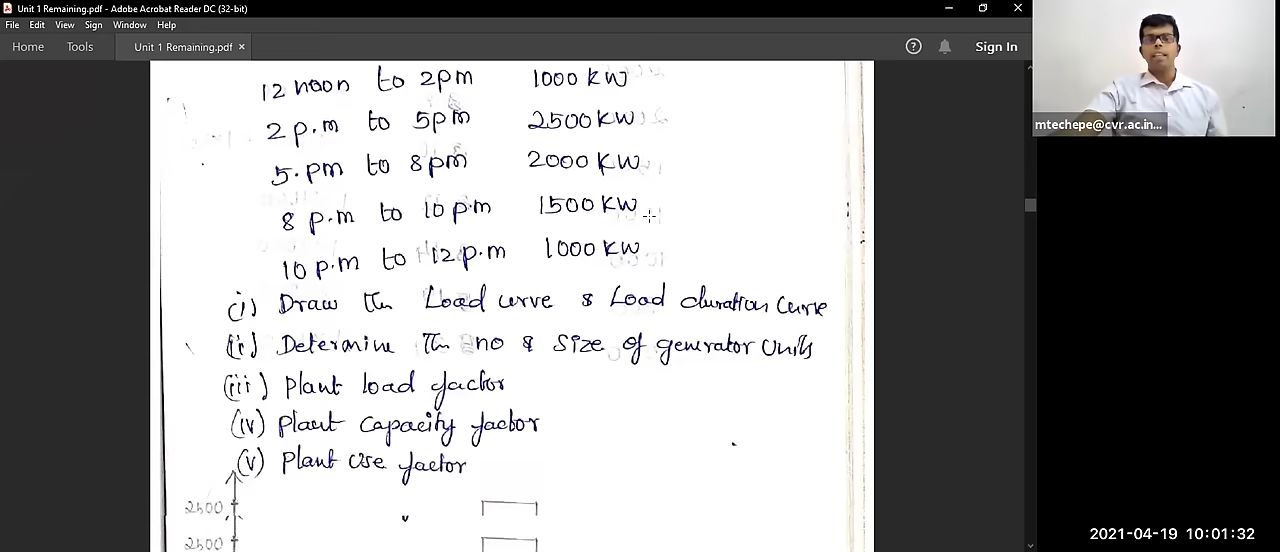 Unit 1 Remaining.pdf - Adobe Acrobat Reader DC (32-bit)
File Edit View Sign Window Help
Home Tools Unit 1 Remaining.pdf × Sign In
12 noon to 2pm 1000 KW
2 p.m to 5pm 2500 KW
5.pm to 8pm 2000 KW
8 p.m to 10 p.m 1500 KW
10 p.m to 12 p.m 1000 KW
(i) Draw the Load curve & Load duration curve
(ii) Determine the no & size of generator Units
(iii) Plant load factor
(iv) Plant capacity factor
(v) Plant use factor
2500
2500
mtechepe@cvr.ac.in...
2021-04-19 10:01:32